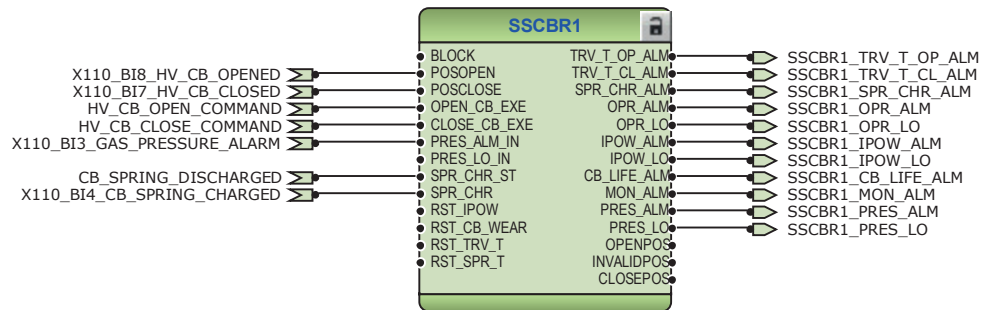 SSCBR1
BLOCK
POSOPEN
POSCLOSE
OPEN_CB_EXE
CLOSE_CB_EXE
PRES_ALM_IN
PRES_LO_IN
SPR_CHR_ST
SPR_CHR
RST_IPOW
RST_CB_WEAR
RST_TRV_T
RST_SPR_T
TRV_T_OP_ALM
TRV_T_CL_ALM
SPR_CHR_ALM
OPR_ALM
OPR_LO
IPOW_ALM
IPOW_LO
CB_LIFE_ALM
MON_ALM
PRES_ALM
PRES_LO
OPENPOS
INVALIDPOS
CLOSEPOS
X110_BI8_HV_CB_OPENED
X110_BI7_HV_CB_CLOSED
HV_CB_OPEN_COMMAND
HV_CB_CLOSE_COMMAND
X110_BI3_GAS_PRESSURE_ALARM
CB_SPRING_DISCHARGED
X110_BI4_CB_SPRING_CHARGED
SSCBR1_TRV_T_OP_ALM
SSCBR1_TRV_T_CL_ALM
SSCBR1_SPR_CHR_ALM
SSCBR1_OPR_ALM
SSCBR1_OPR_LO
SSCBR1_IPOW_ALM
SSCBR1_IPOW_LO
SSCBR1_CB_LIFE_ALM
SSCBR1_MON_ALM
SSCBR1_PRES_ALM
SSCBR1_PRES_LO